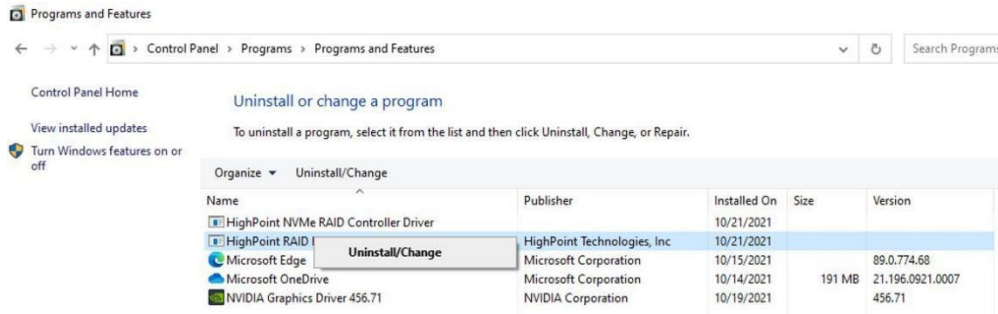 Programs and Features
Control Panel > Programs > Programs and Features
Search Programs
Control Panel Home
View installed updates
Turn Windows features on or
off
Uninstall or change a program
To uninstall a program, select it from the list and then click Uninstall, Change, or Repair.
Organize Uninstall/Change
Name Publisher Installed On Size Version
HighPoint NVMe RAID Controller Driver 10/21/2021
HighPoint RAID HighPoint Technologies, Inc 10/21/2021
Uninstall/Change
Microsoft Edge Microsoft Corporation 10/15/2021 89.0.774.68
Microsoft OneDrive Microsoft Corporation 10/14/2021 191 MB 21.196.0921.0007
NVIDIA Graphics Driver 456.71 NVIDIA Corporation 10/19/2021 456.71